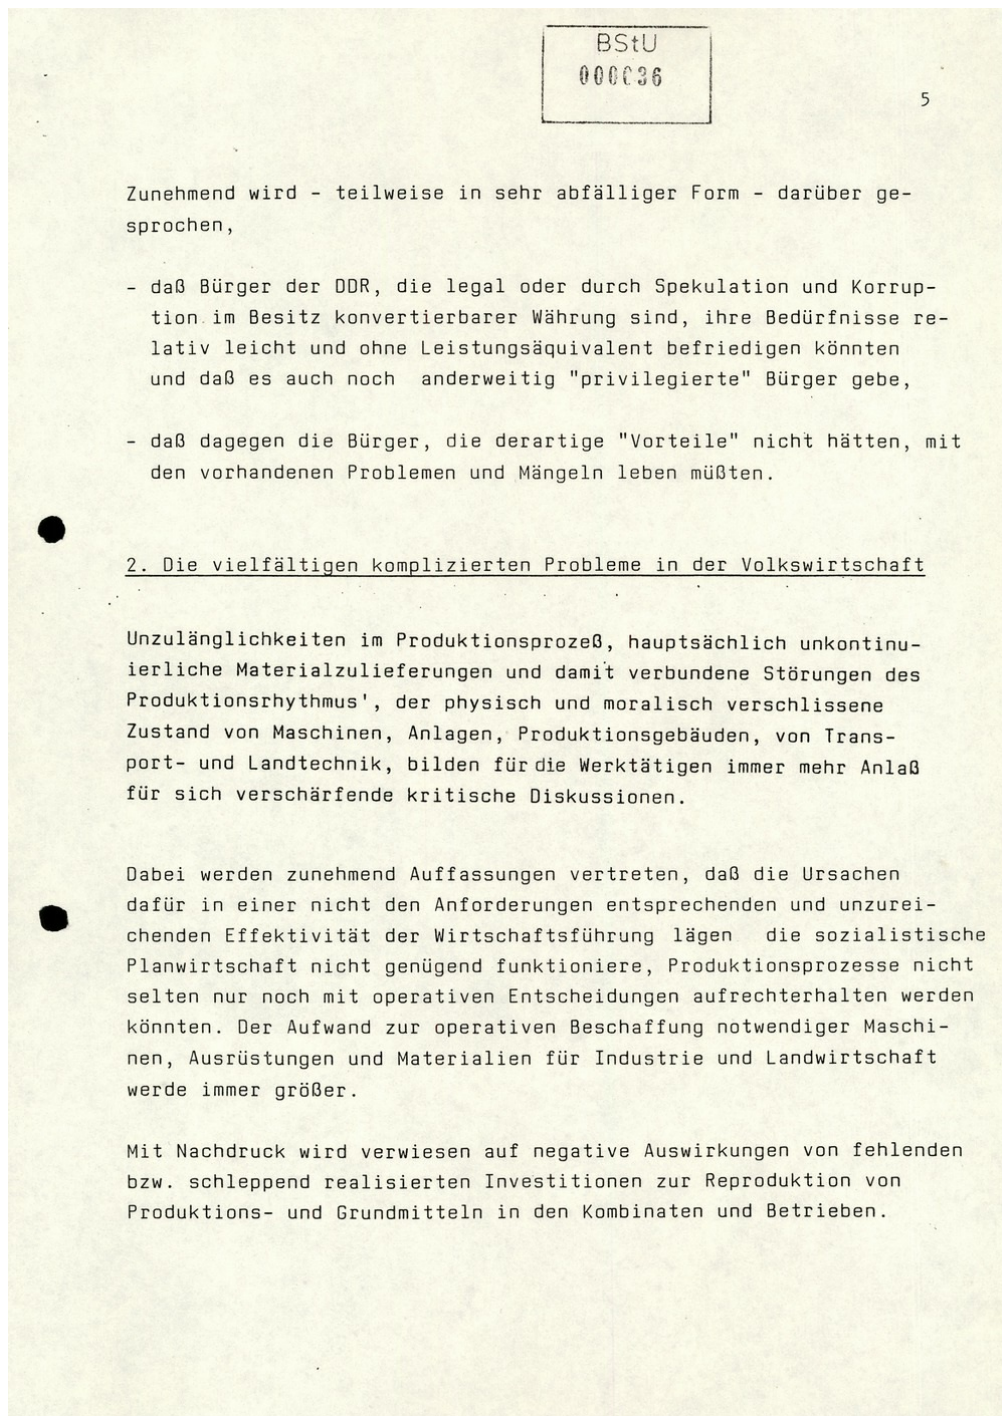 BStU
000036
5
Zunehmend wird - teilweise in sehr abfälliger Form - darüber ge-
sprochen,
- daß Bürger der DDR, die legal oder durch Spekulation und Korrup-
tion im Besitz konvertierbarer Währung sind, ihre Bedürfnisse re-
lativ leicht und ohne Leistungsäquivalent befriedigen könnten
und daß es auch noch anderweitig "privilegierte" Bürger gebe,
- daß dagegen die Bürger, die derartige "Vorteile" nicht hätten, mit
den vorhandenen Problemen und Mängeln leben müßten.
2. Die vielfältigen komplizierten Probleme in der Volkswirtschaft
Unzulänglichkeiten im Produktionsprozeß, hauptsächlich unkontinu-
ierliche Materialzulieferungen und damit verbundene Störungen des
Produktionsrhythmus', der physisch und moralisch verschlissene
Zustand von Maschinen, Anlagen, Produktionsgebäuden, von Trans-
port- und Landtechnik, bilden für die Werktätigen immer mehr Anlaß
für sich verschärfende kritische Diskussionen.
Dabei werden zunehmend Auffassungen vertreten, daß die Ursachen
dafür in einer nicht den Anforderungen entsprechenden und unzurei-
chenden Effektivität der Wirtschaftsführung lägen die sozialistische
Planwirtschaft nicht genügend funktioniere, Produktionsprozesse nicht
selten nur noch mit operativen Entscheidungen aufrechterhalten werden
könnten. Der Aufwand zur operativen Beschaffung notwendiger Maschi-
nen, Ausrüstungen und Materialien für Industrie und Landwirtschaft
werde immer größer.
Mit Nachdruck wird verwiesen auf negative Auswirkungen von fehlenden
bzw. schleppend realisierten Investitionen zur Reproduktion von
Produktions- und Grundmitteln in den Kombinaten und Betrieben.